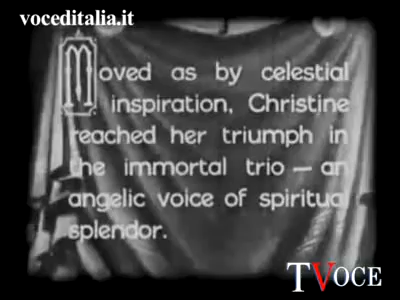 voceditalia.it
Moved as by celestial
inspiration, Christine
reached her triumph in
the immortal trio — an
angelic voice of spiritual
splendor.
TVOCE